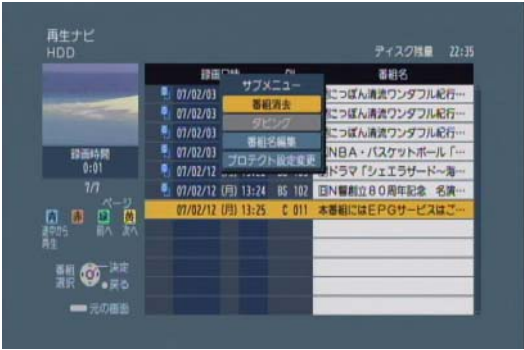 再生ナビ
HDD
ディスク残量 22:35
録画日時
CH
番組名
サブメニュー
番組消去
ダビング
番組名編集
プロテクト設定変更
07/02/03
につぽん清流ワンダフル紀行…
07/02/03
につぽん清流ワンダフル紀行…
07/02/03
につぽん清流ワンダフル紀行…
07/02/03
NBA・バスケットボール「…
07/02/12
ドラマ「シェエラザード〜海…
07/02/12 (月) 13:24 BS 102
N響創立80周年記念 名演…
07/02/12 (月) 13:25 C 011
本番組にはEPGサービスはご…
録画時間
0:01
7/7
ページ
青 赤 緑 黄
途中から再生
前へ 次へ
番組選択
決定
戻る
元の画面